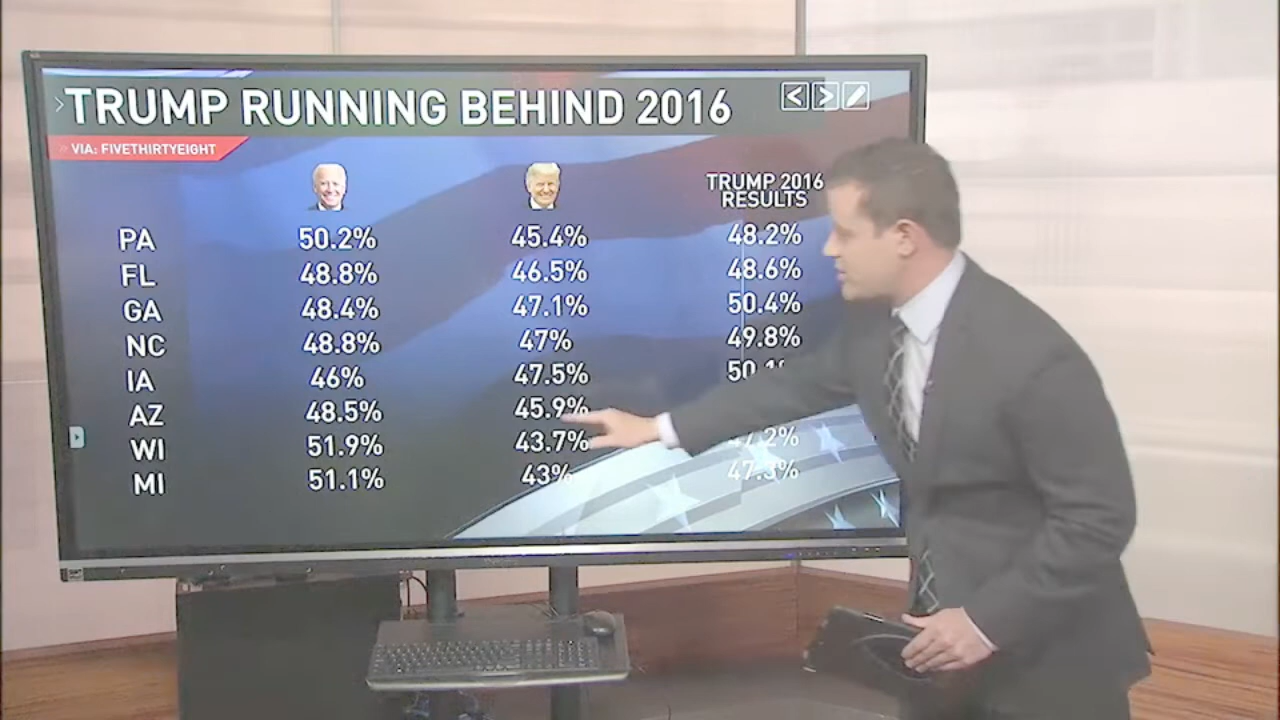 TRUMP RUNNING BEHIND 2016
VIA: FIVETHIRTYEIGHT
TRUMP 2016
RESULTS
PA 50.2% 45.4% 48.2%
FL 48.8% 46.5% 48.6%
GA 48.4% 47.1% 50.4%
NC 48.8% 47% 49.8%
IA 46% 47.5%
AZ 48.5% 45.9%
WI 51.9% 43.7%
MI 51.1% 43% 47.3%